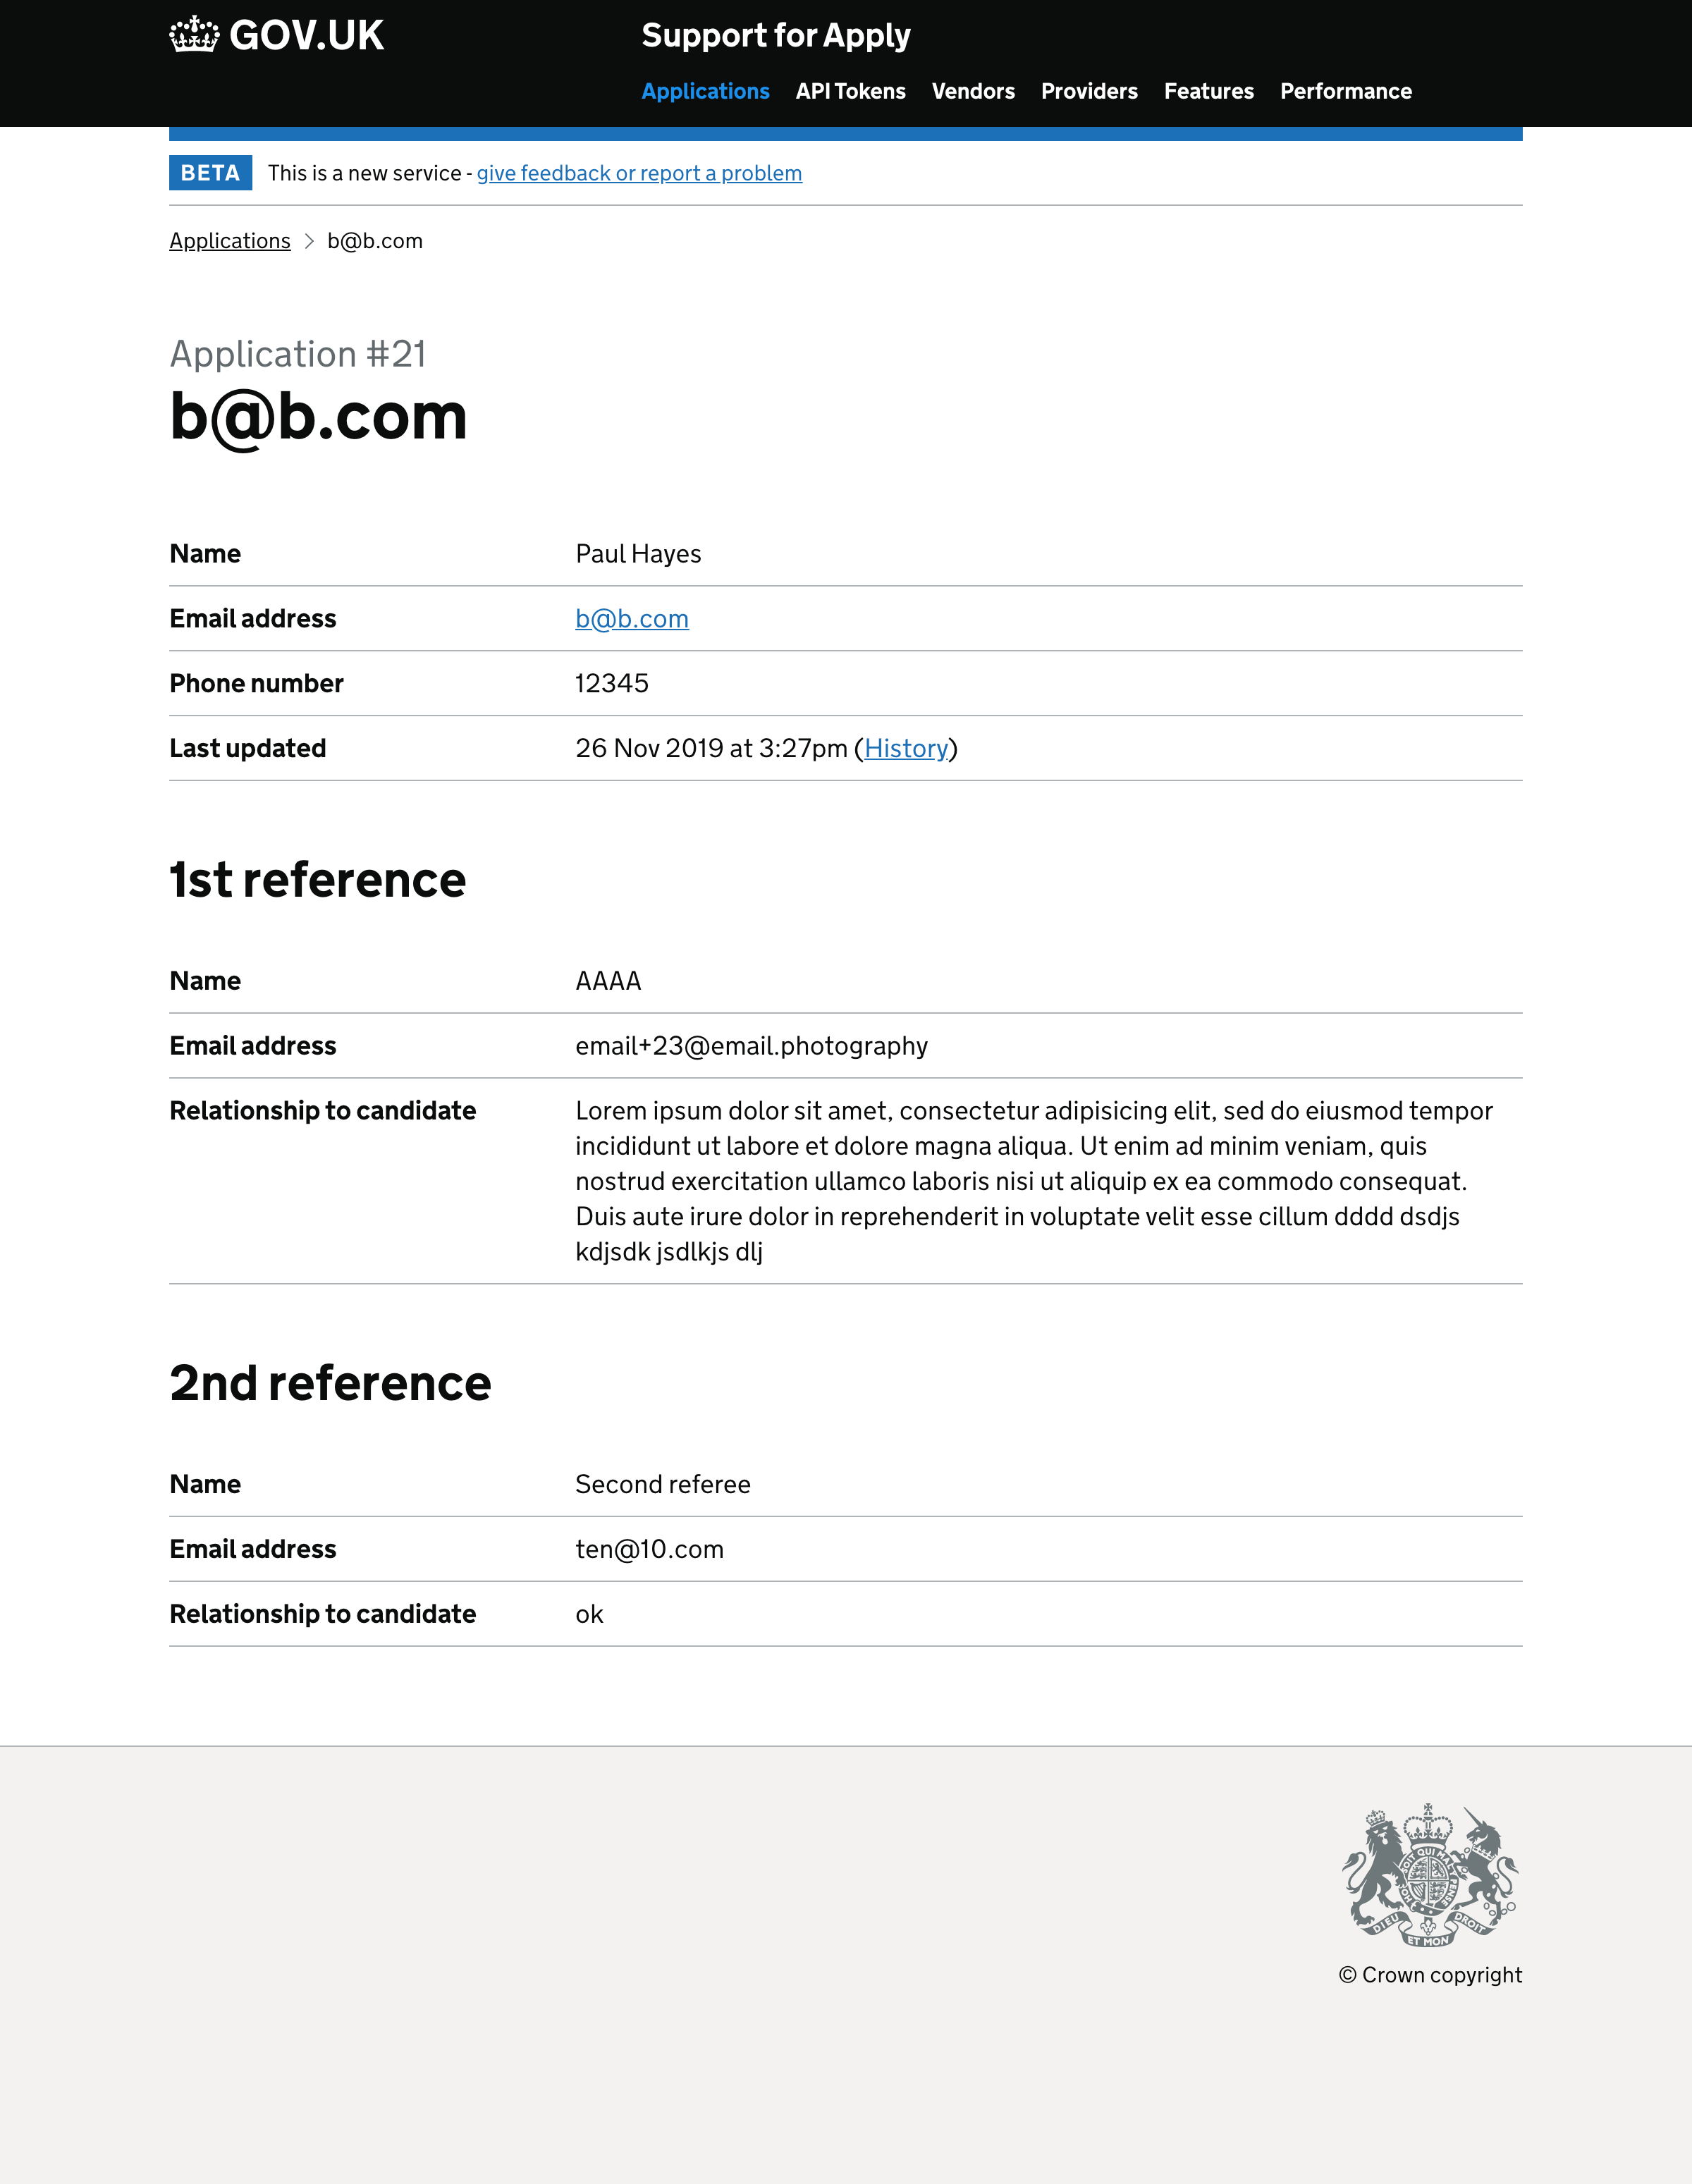 GOV.UK
Support for Apply
Applications API Tokens Vendors Providers Features Performance
BETA This is a new service - give feedback or report a problem
Applications b@b.com
Application #21
b@b.com
Name Paul Hayes
Email address b@b.com
Phone number 12345
Last updated 26 Nov 2019 at 3:27pm (History)
1st reference
Name AAAA
Email address email+23@email.photography
Relationship to candidate Lorem ipsum dolor sit amet, consectetur adipisicing elit, sed do eiusmod tempor
incididunt ut labore et dolore magna aliqua. Ut enim ad minim veniam, quis
nostrud exercitation ullamco laboris nisi ut aliquip ex ea commodo consequat.
Duis aute irure dolor in reprehenderit in voluptate velit esse cillum dddd dsdjs
kdjsdk jsdlkjs dlj
2nd reference
Name Second referee
Email address ten@10.com
Relationship to candidate ok
SOIT QUI MAL Y PENSE
DIEU ET MON DROIT
© Crown copyright